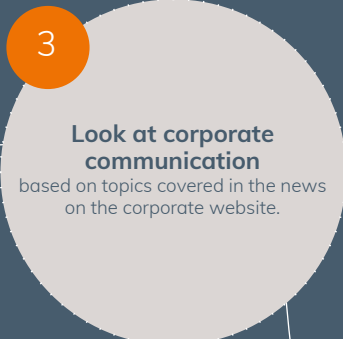 3
Look at corporate
communication
based on topics covered in the news
on the corporate website.